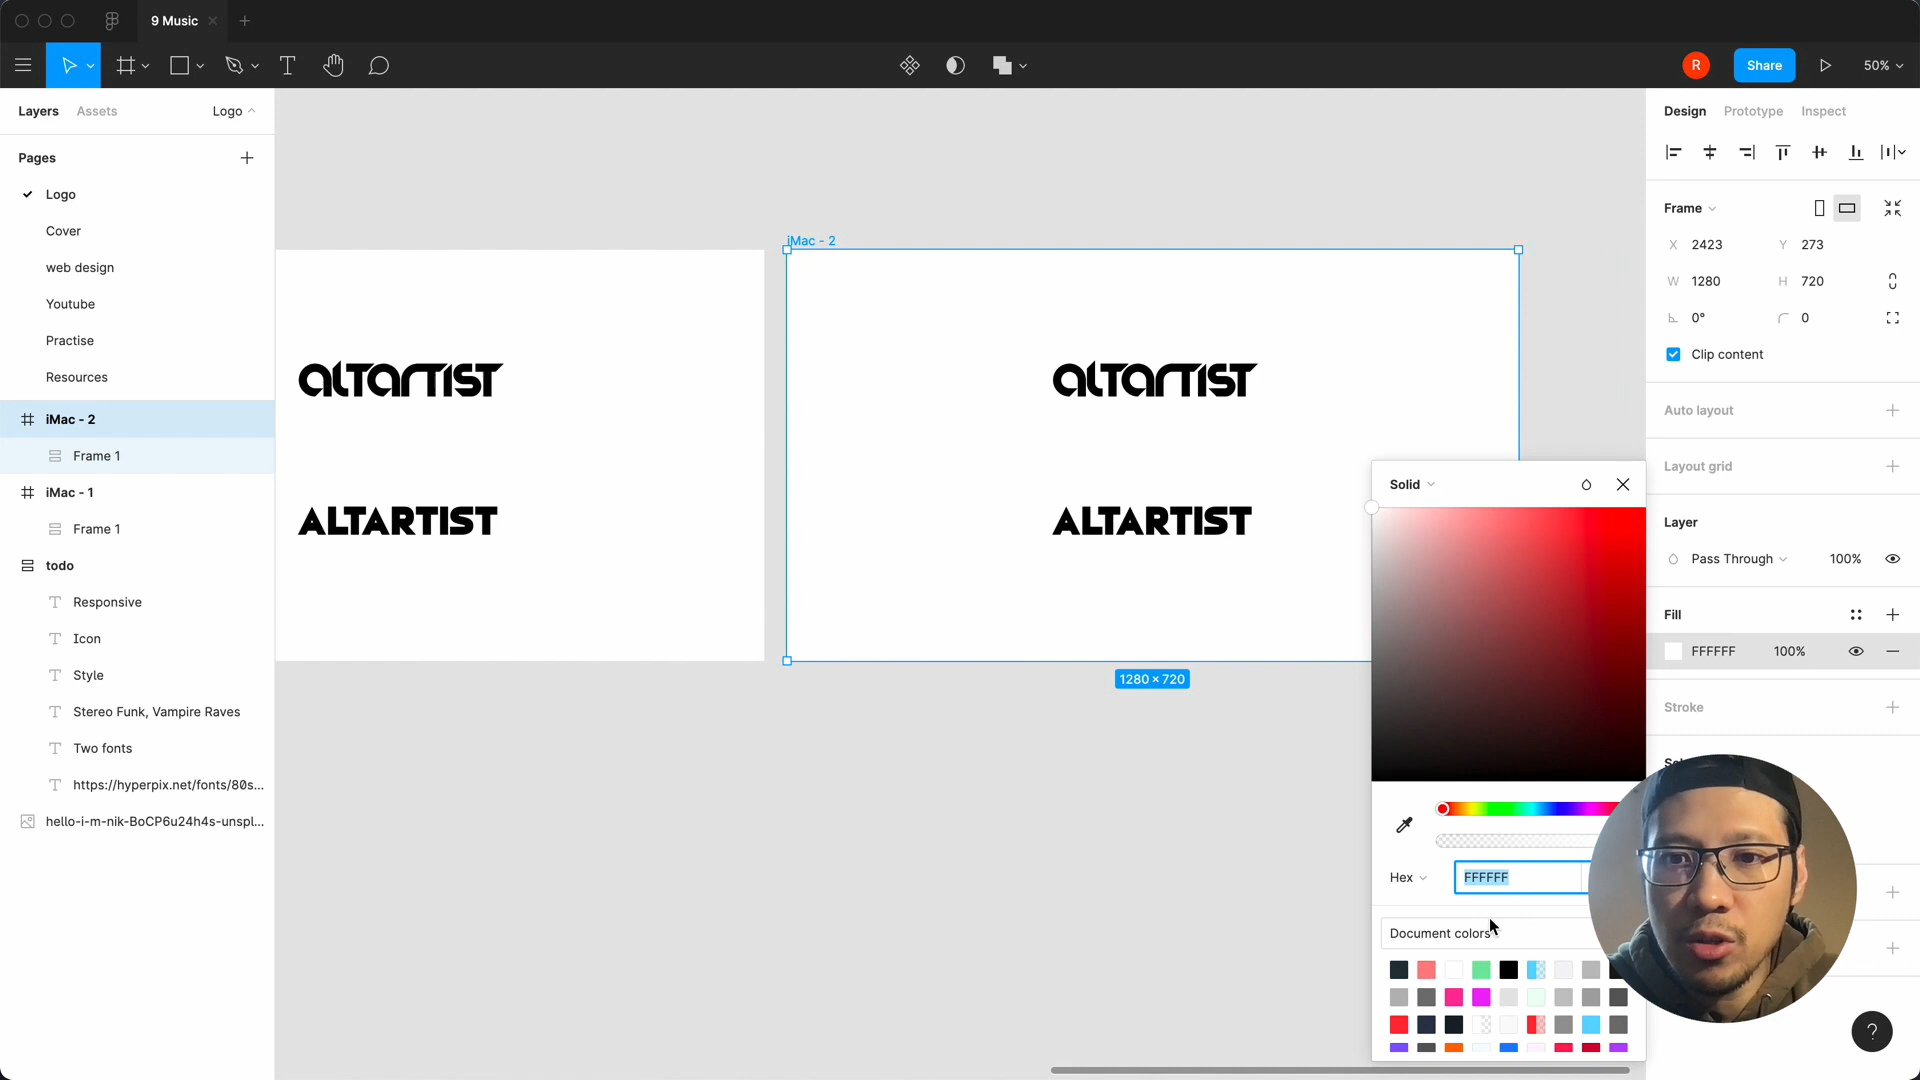 9 Music
R
Share
50%
Layers
Assets
Logo
Pages
Logo
Cover
web design
Youtube
Practise
Resources
iMac - 2
Frame 1
iMac - 1
Frame 1
todo
Responsive
Icon
Style
Stereo Funk, Vampire Raves
Two fonts
https://hyperpix.net/fonts/80s...
hello-i-m-nik-BoCP6u24h4s-unspl...
iMac - 2
alTarTIST
ALTARTIST
alTarTIST
ALTARTIST
1280 × 720
Solid
Hex
FFFFFF
Document colors
Design
Prototype
Inspect
Frame
X 2423
Y 273
W 1280
H 720
0°
0
Clip content
Auto layout
Layout grid
Layer
Pass Through
100%
Fill
FFFFFF
100%
Stroke
?